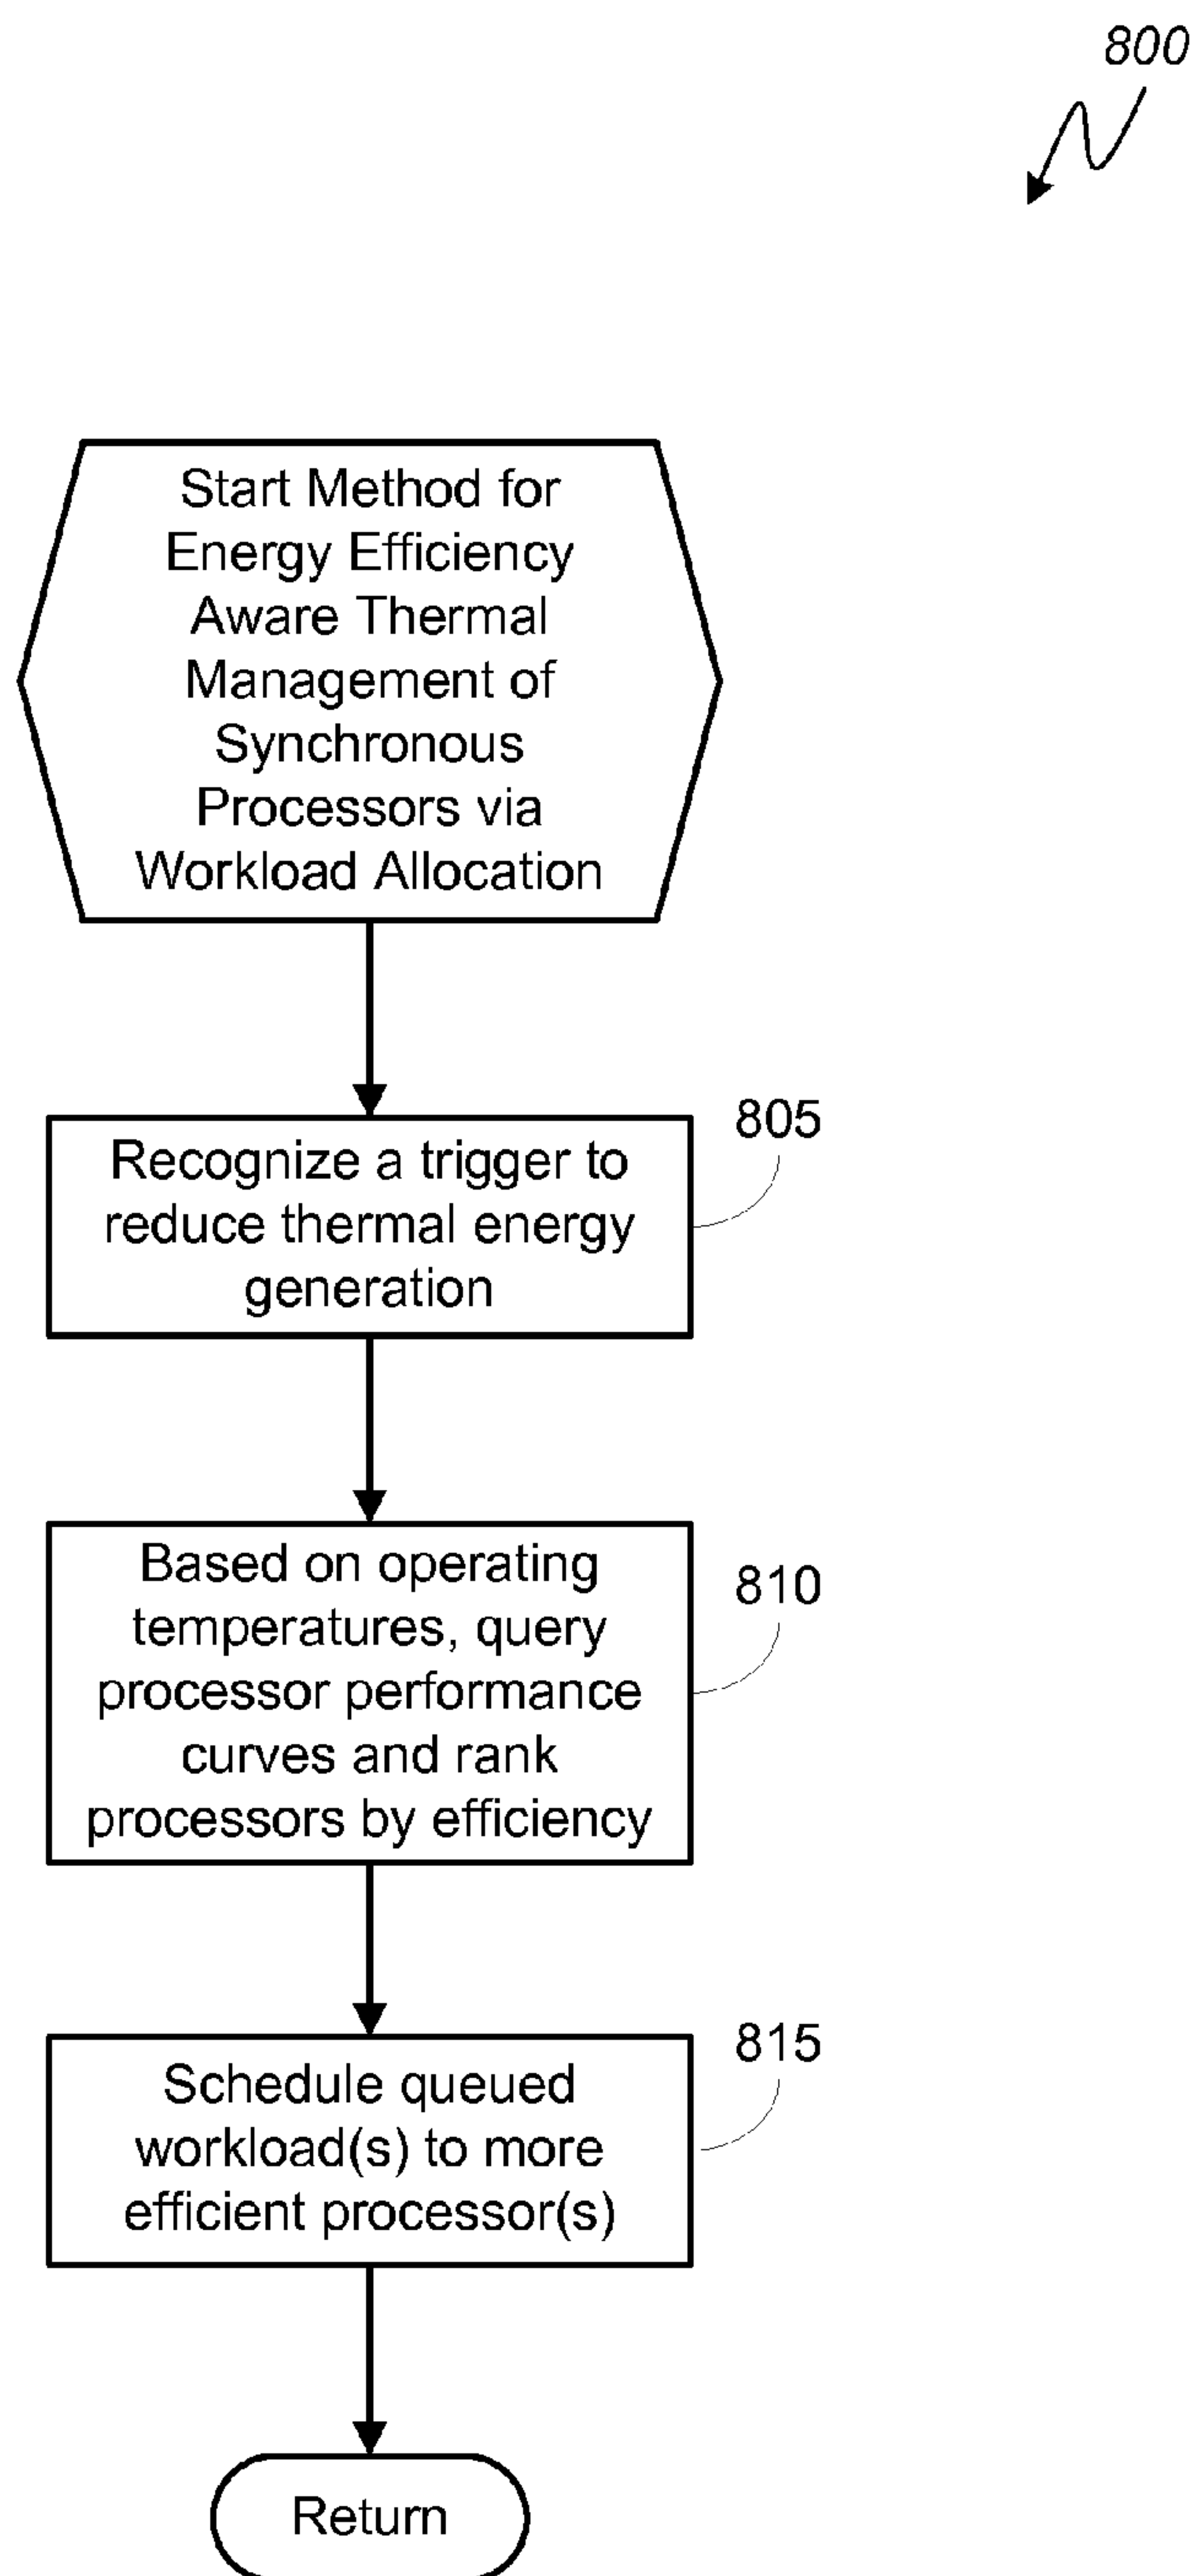 800
Start Method for
Energy Efficiency
Aware Thermal
Management of
Synchronous
Processors via
Workload Allocation
805
Recognize a trigger to
reduce thermal energy
generation
810
Based on operating
temperatures, query
processor performance
curves and rank
processors by efficiency
815
Schedule queued
workload(s) to more
efficient processor(s)
Return